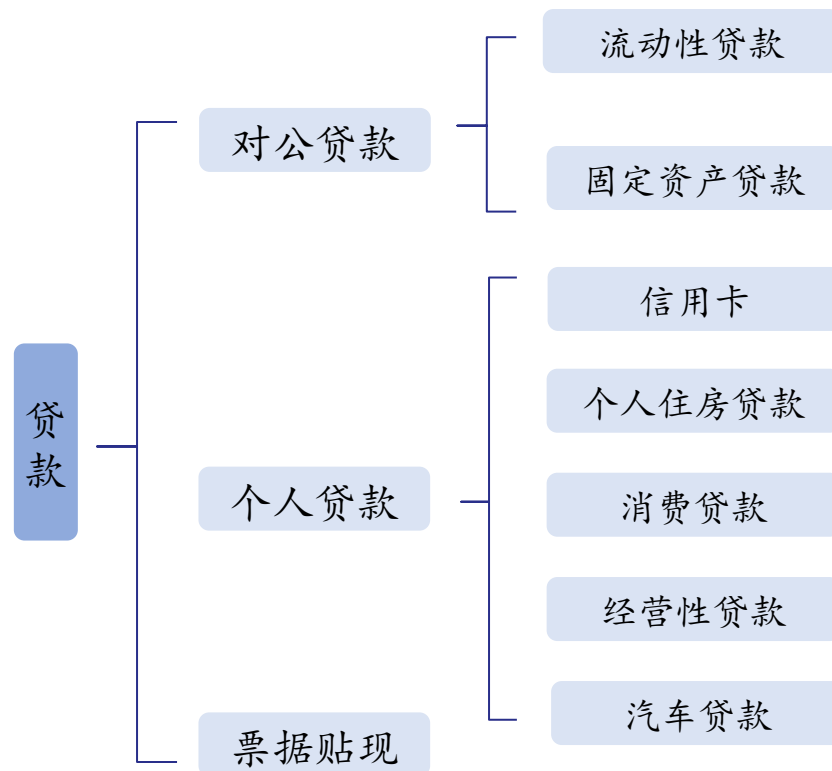 贷款
对公贷款
流动性贷款
固定资产贷款
个人贷款
信用卡
个人住房贷款
消费贷款
经营性贷款
汽车贷款
票据贴现